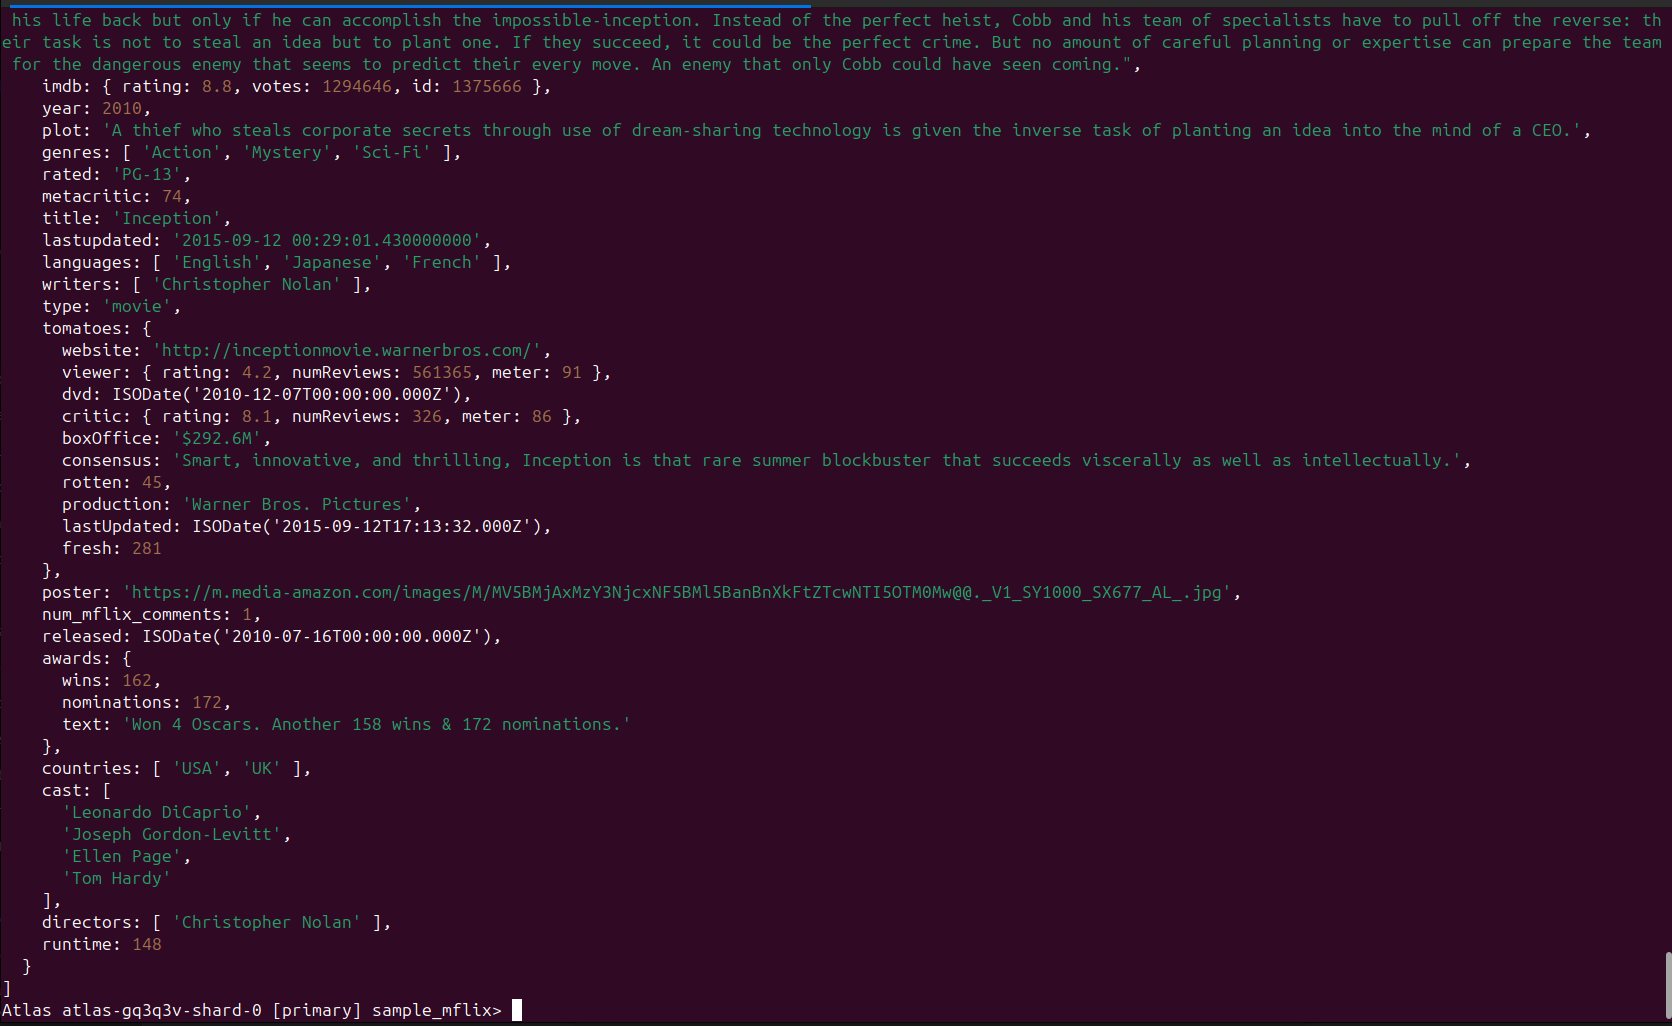 his life back but only if he can accomplish the impossible-inception. Instead of the perfect heist, Cobb and his team of specialists have to pull off the reverse: th
eir task is not to steal an idea but to plant one. If they succeed, it could be the perfect crime. But no amount of careful planning or expertise can prepare the team
for the dangerous enemy that seems to predict their every move. An enemy that only Cobb could have seen coming.",
imdb: { rating: 8.8, votes: 1294646, id: 1375666 },
year: 2010,
plot: 'A thief who steals corporate secrets through use of dream-sharing technology is given the inverse task of planting an idea into the mind of a CEO.',
genres: [ 'Action', 'Mystery', 'Sci-Fi' ],
rated: 'PG-13',
metacritic: 74,
title: 'Inception',
lastupdated: '2015-09-12 00:29:01.430000000',
languages: [ 'English', 'Japanese', 'French' ],
writers: [ 'Christopher Nolan' ],
type: 'movie',
tomatoes: {
website: 'http://inceptionmovie.warnerbros.com/',
viewer: { rating: 4.2, numReviews: 561365, meter: 91 },
dvd: ISODate('2010-12-07T00:00:00.000Z'),
critic: { rating: 8.1, numReviews: 326, meter: 86 },
boxOffice: '$292.6M',
consensus: 'Smart, innovative, and thrilling, Inception is that rare summer blockbuster that succeeds viscerally as well as intellectually.',
rotten: 45,
production: 'Warner Bros. Pictures',
lastUpdated: ISODate('2015-09-12T17:13:32.000Z'),
fresh: 281
},
poster: 'https://m.media-amazon.com/images/M/MV5BMjAxMzY3NjcxNF5BMl5BanBnXkFtZTcwNTI5OTM0Mw@@._V1_SY1000_SX677_AL_.jpg',
num_mflix_comments: 1,
released: ISODate('2010-07-16T00:00:00.000Z'),
awards: {
wins: 162,
nominations: 172,
text: 'Won 4 Oscars. Another 158 wins & 172 nominations.'
},
countries: [ 'USA', 'UK' ],
cast: [
'Leonardo DiCaprio',
'Joseph Gordon-Levitt',
'Ellen Page',
'Tom Hardy'
],
directors: [ 'Christopher Nolan' ],
runtime: 148
}
]
Atlas atlas-gq3q3v-shard-0 [primary] sample_mflix>